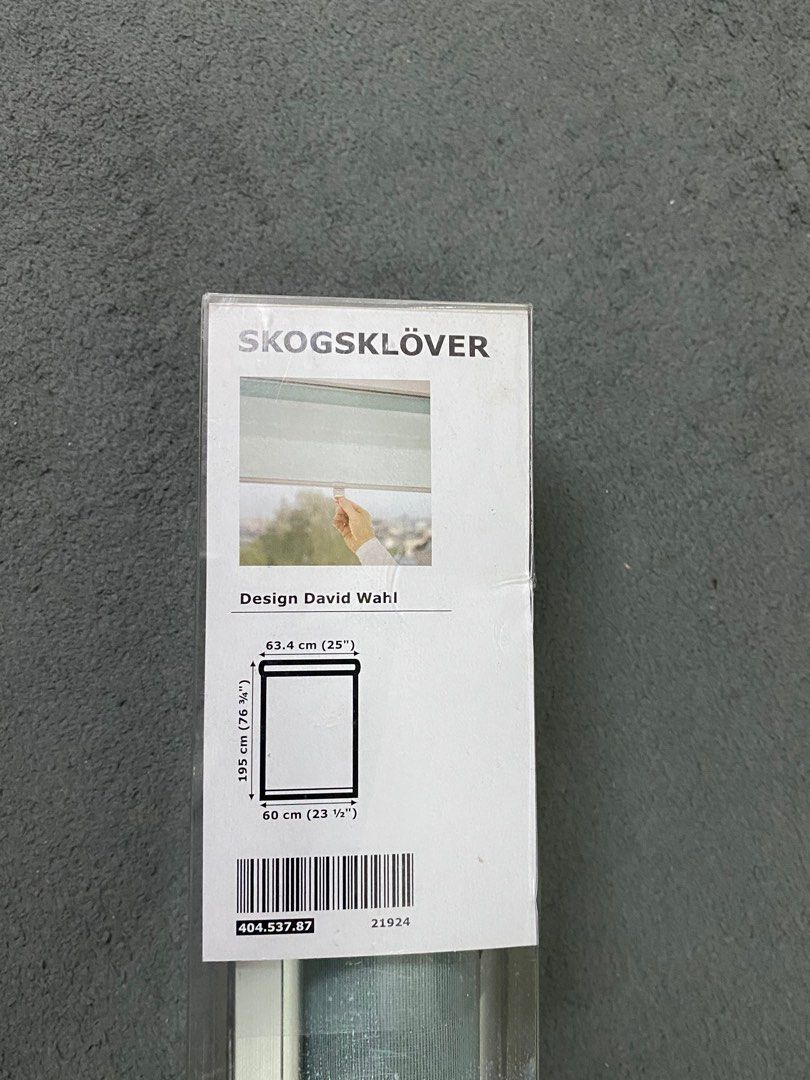 SKOGSKLÖVER
Design David Wahl
63.4 cm (25")
195 cm (76 ¾")
60 cm (23 ½")
404.537.87
21924